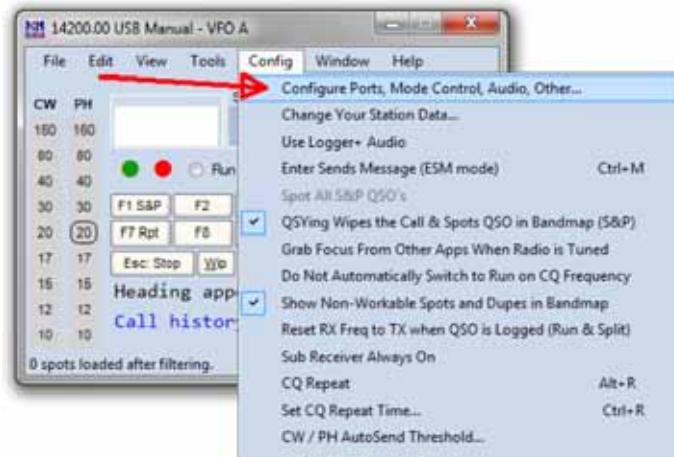 14200.00 USB Manual - VFO A
File Edit View Tools Config Window Help
Configure Ports, Mode Control, Audio, Other...
Change Your Station Data...
Use Logger+ Audio
Enter Sends Message (ESM mode) Ctrl+M
Spot All S&P QSO's
QSYing Wipes the Call & Spots QSO in Bandmap (S&P)
Grab Focus From Other Apps When Radio is Tuned
Do Not Automatically Switch to Run on CQ Frequency
Show Non-Workable Spots and Dupes in Bandmap
Reset RX Freq to TX when QSO is Logged (Run & Split)
Sub Receiver Always On
CQ Repeat Alt+R
Set CQ Repeat Time... Ctrl+R
CW / PH AutoSend Threshold...
CW PH
160 160
80 80
40 40
30 30
20 20
17 17
15 15
12 12
10 10
Run
F1 S&P F2
F7 Rpt F8
Esc: Stop Wip
Heading app
Call histor
0 spots loaded after filtering.